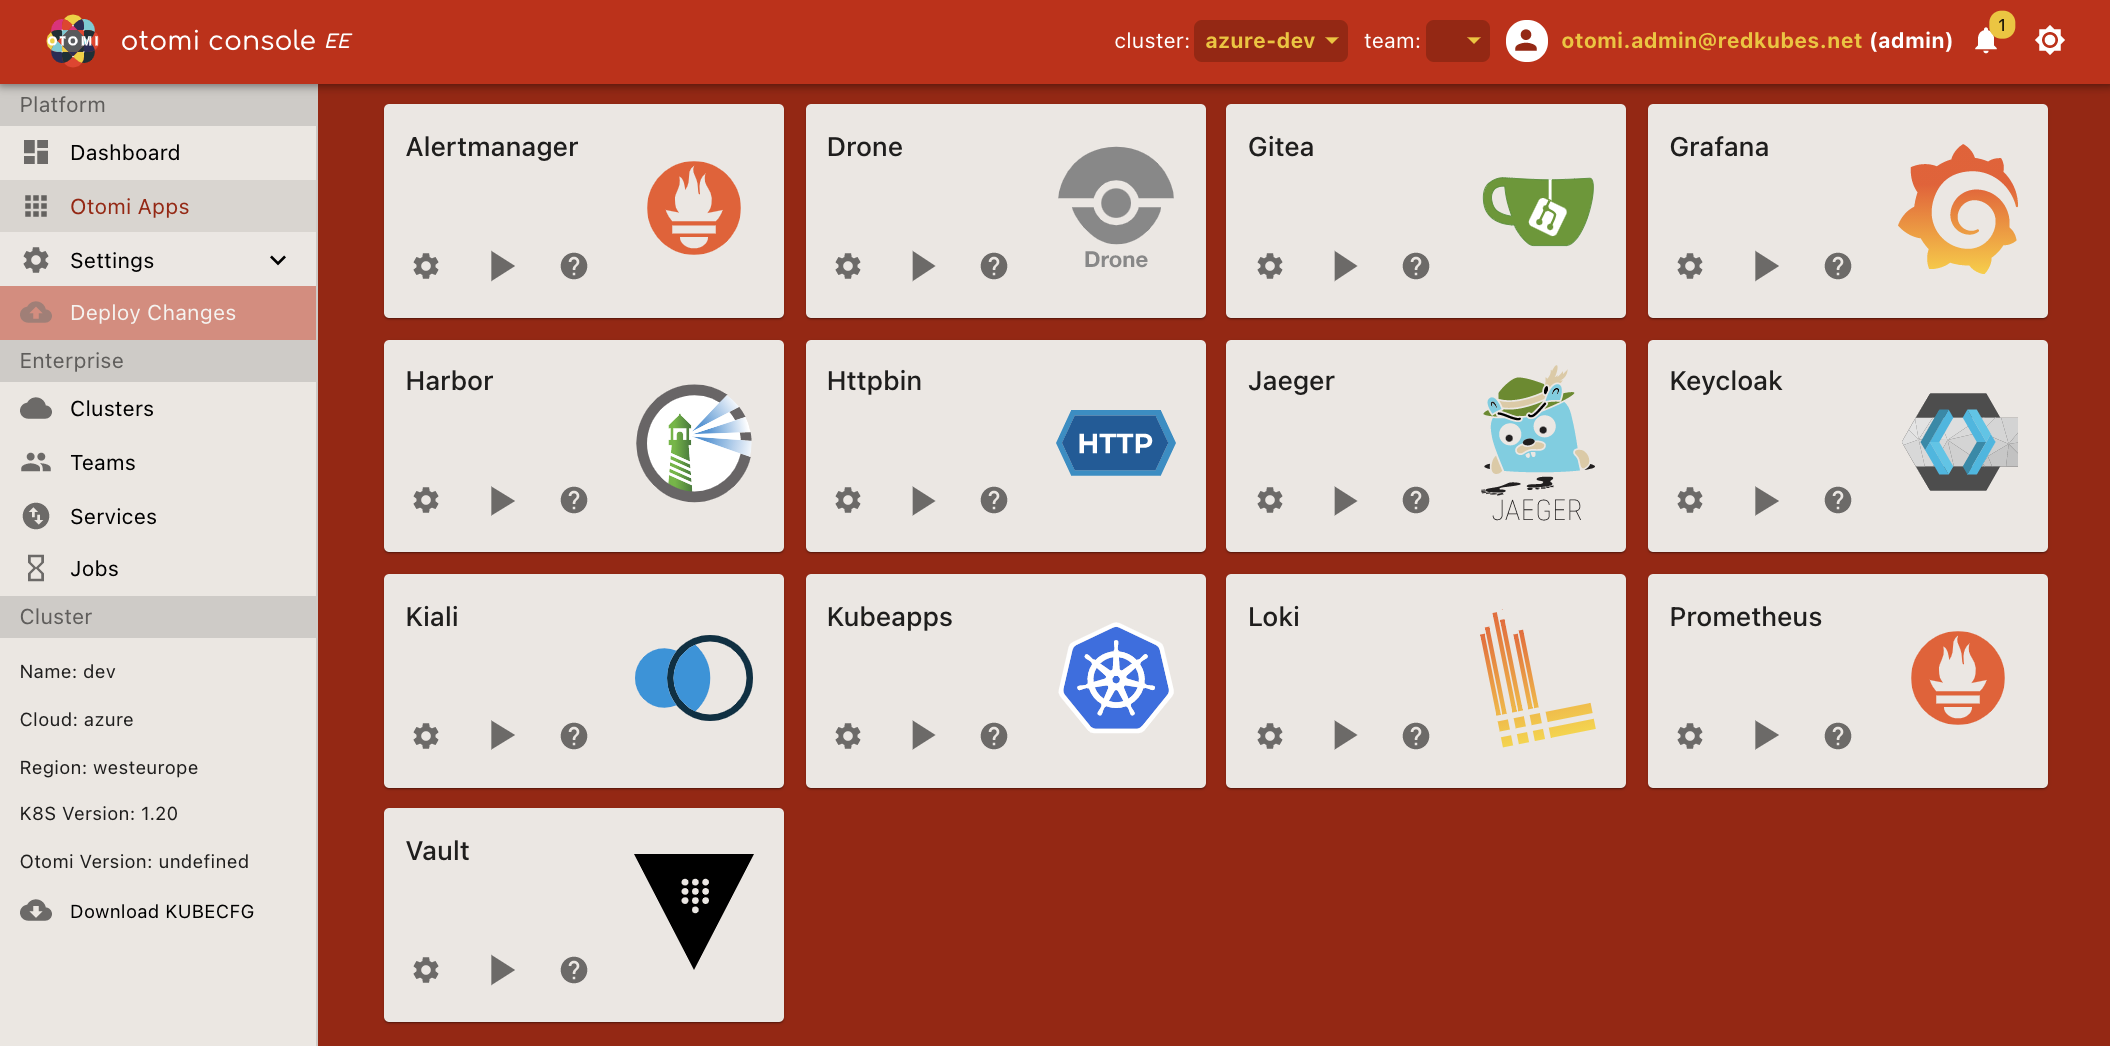 OTOMI
otomi console EE
cluster: azure-dev
team:
otomi.admin@redkubes.net (admin)
1
Platform
Dashboard
Otomi Apps
Settings
Deploy Changes
Enterprise
Clusters
Teams
Services
Jobs
Cluster
Name: dev
Cloud: azure
Region: westeurope
K8S Version: 1.20
Otomi Version: undefined
Download KUBECFG
Alertmanager
Drone
Drone
Gitea
Grafana
Harbor
Httpbin
HTTP
Jaeger
JAEGER
Keycloak
Kiali
Kubeapps
Loki
Prometheus
Vault